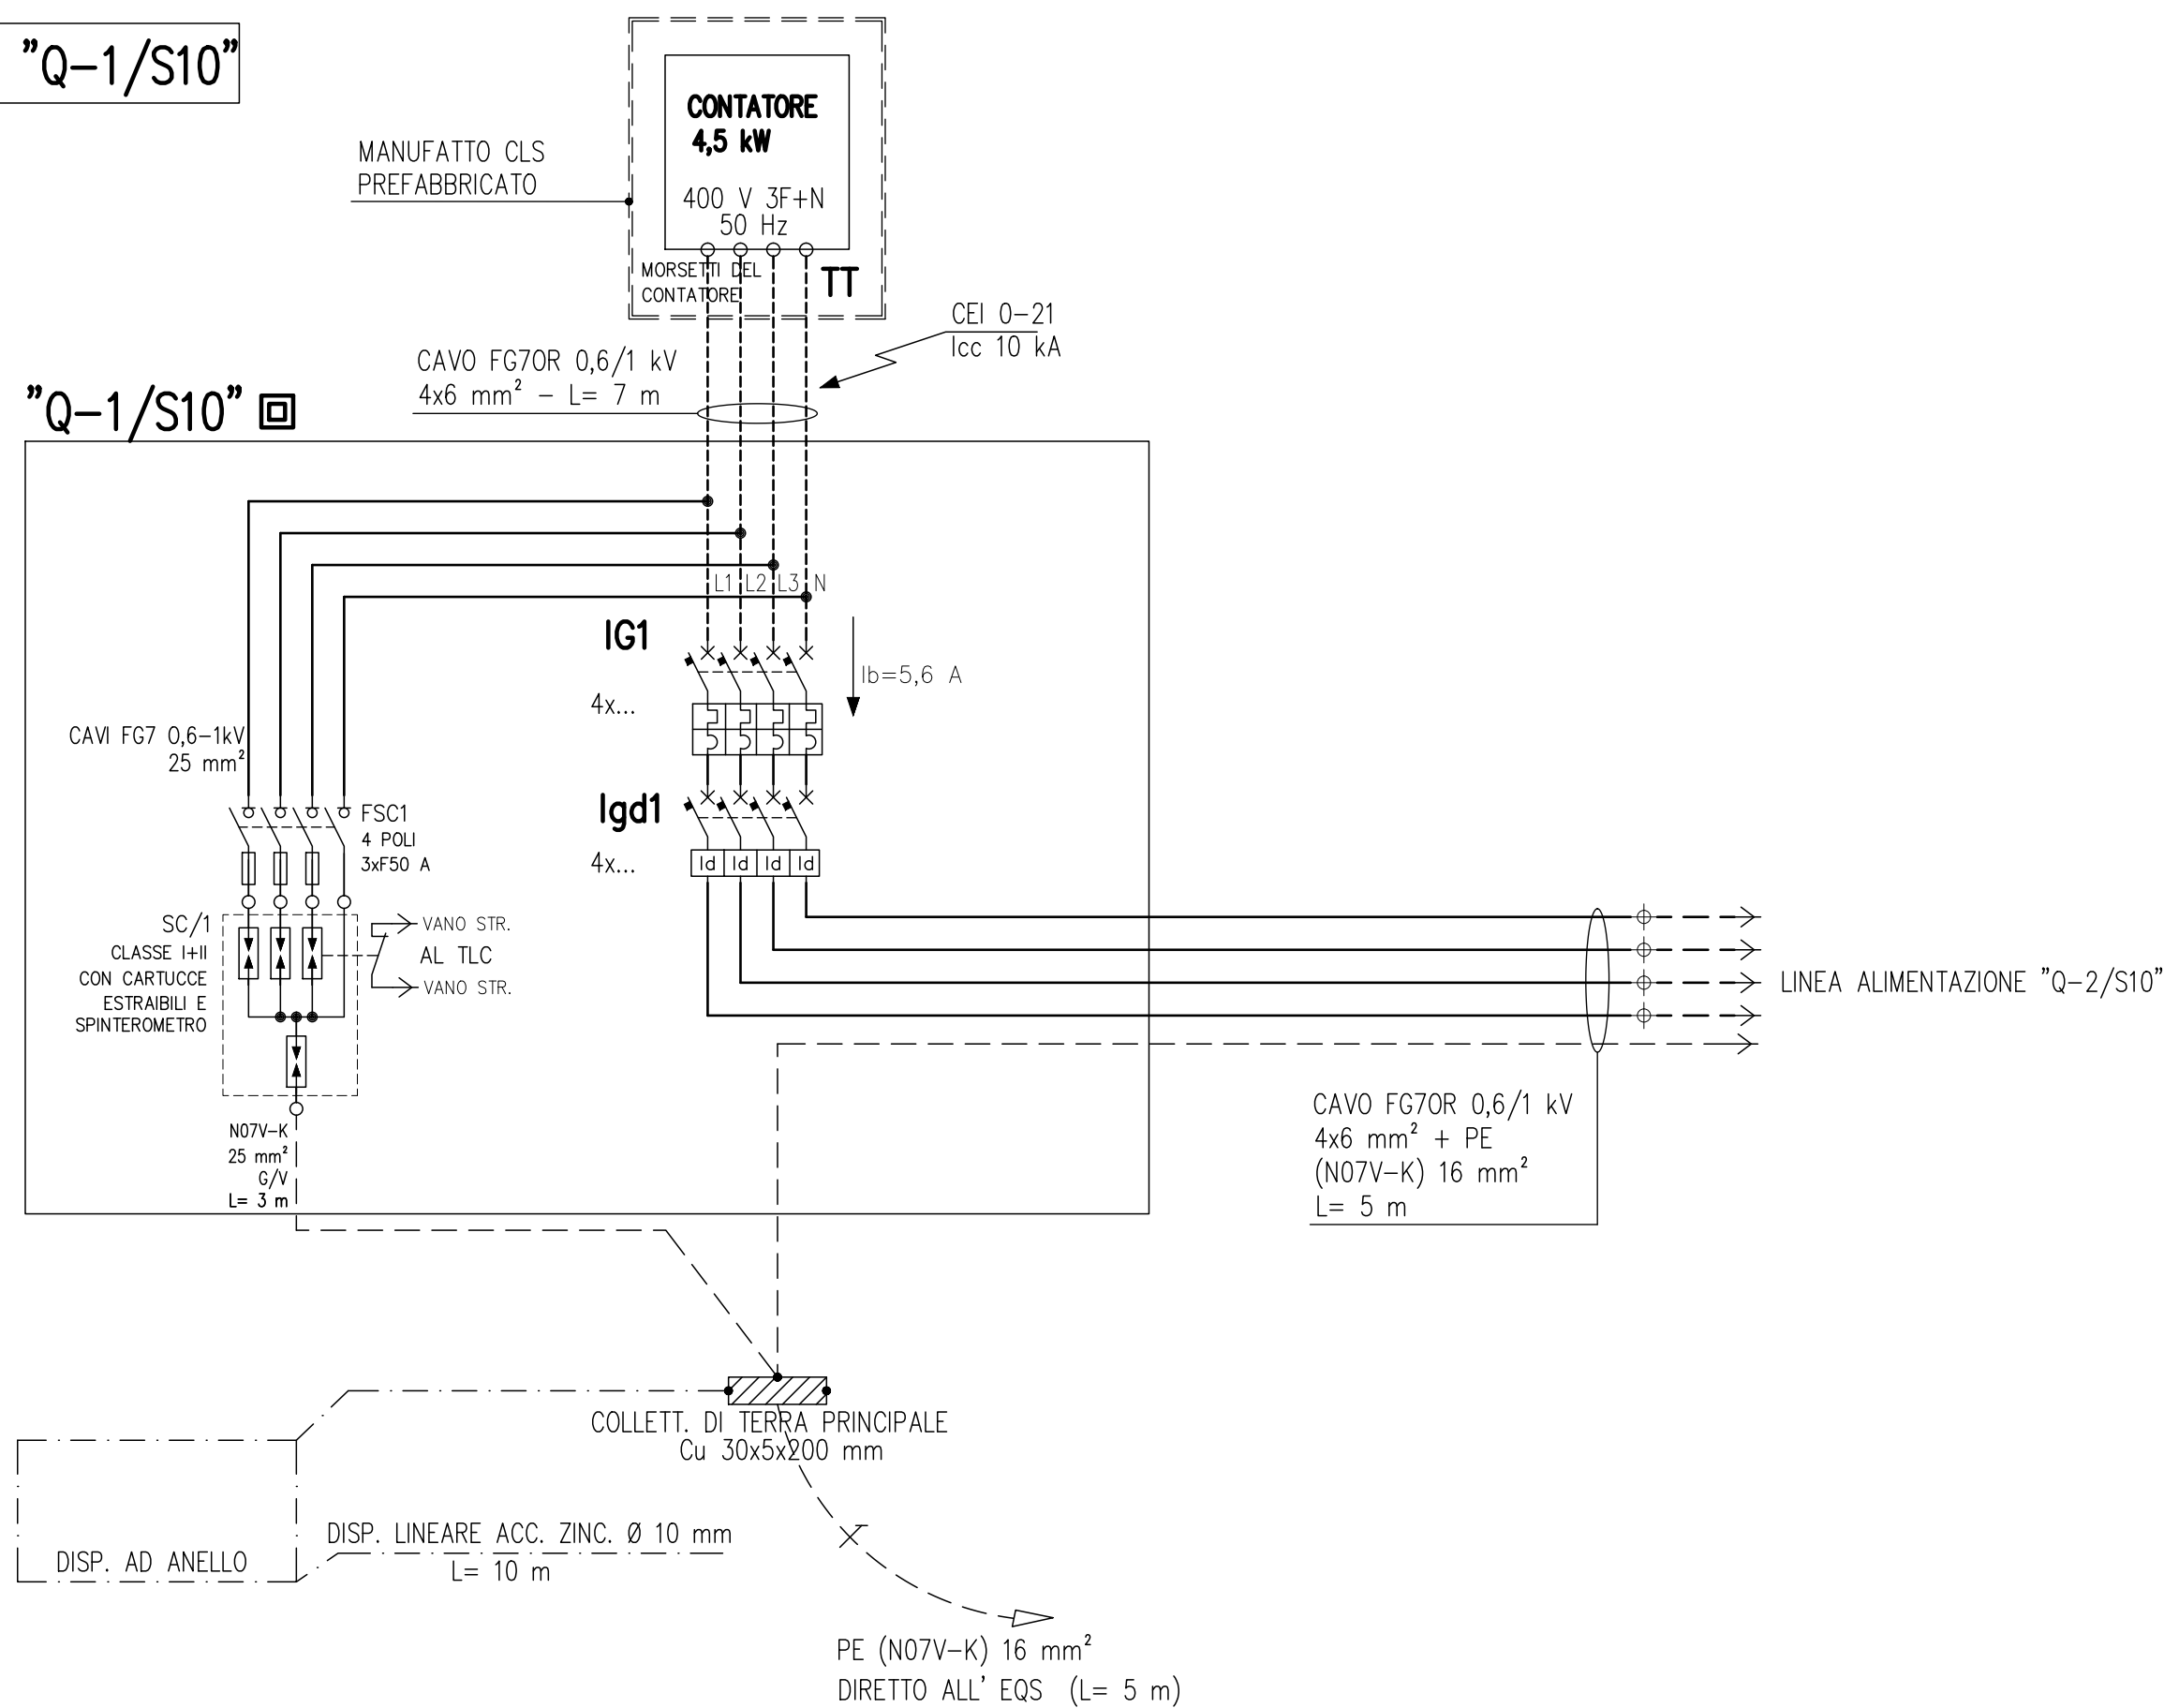 "Q-1/S10"
CONTATORE
4,5 kW
400 V 3F+N
50 Hz
MANUFATTO CLS
PREFABBRICATO
MORSETTI DEL
CONTATORE
TT
CEI 0-21
Icc 10 kA
CAVO FG7OR 0,6/1 kV
4x6 mm² - L= 7 m
"Q-1/S10"
L1 L2 L3 N
IG1
Ib=5,6 A
4x...
CAVI FG7 0,6-1kV
25 mm²
Igd1
4x...
Id Id Id Id
FSC1
4 POLI
3xF50 A
SC/1
CLASSE I+II
CON CARTUCCE
ESTRAIBILI E
SPINTEROMETRO
VANO STR.
AL TLC
VANO STR.
LINEA ALIMENTAZIONE "Q-2/S10"
CAVO FG7OR 0,6/1 kV
4x6 mm² + PE
(N07V-K) 16 mm²
L= 5 m
N07V-K
25 mm²
G/V
L= 3 m
COLLETT. DI TERRA PRINCIPALE
Cu 30x5x200 mm
DISP. AD ANELLO
DISP. LINEARE ACC. ZINC. Ø 10 mm
L= 10 m
PE (N07V-K) 16 mm²
DIRETTO ALL' EQS (L= 5 m)